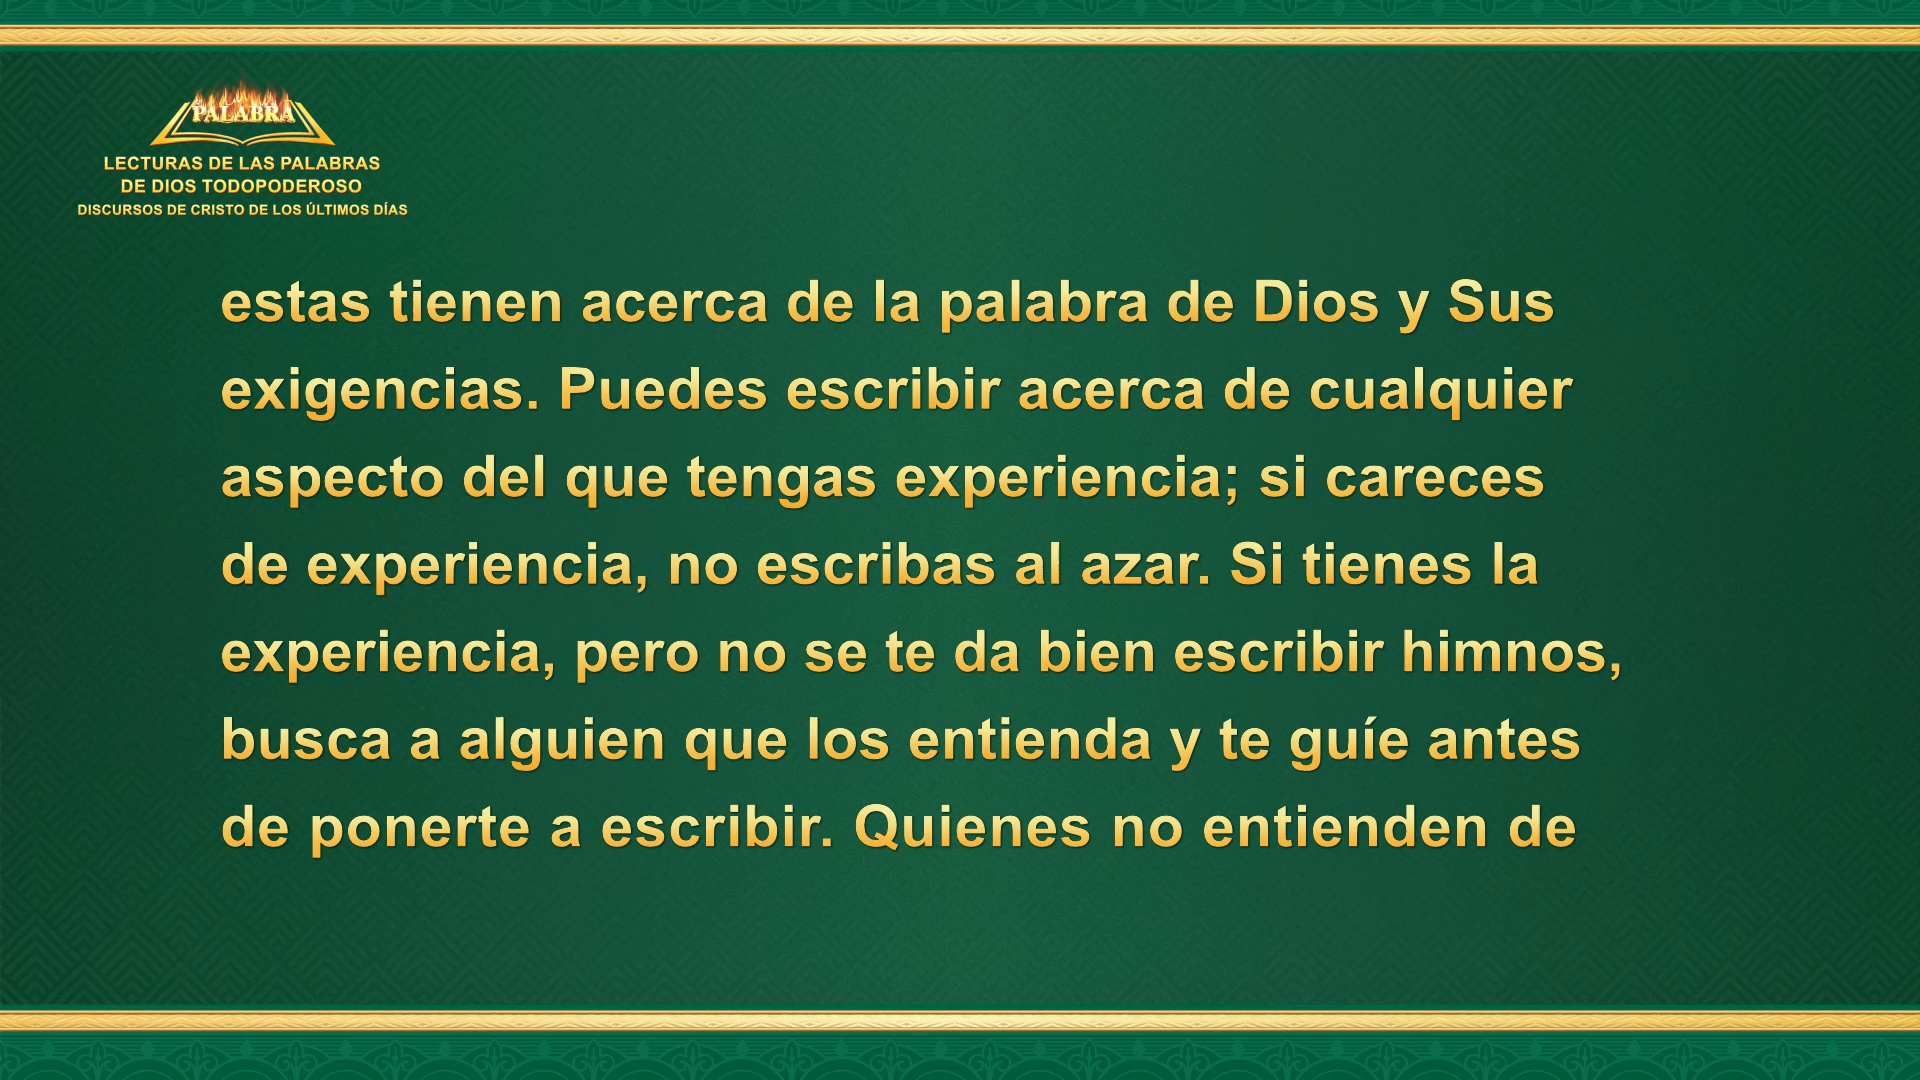 PALABRA
LECTURAS DE LAS PALABRAS
DE DIOS TODOPODEROSO
DISCURSOS DE CRISTO DE LOS ÚLTIMOS DÍAS
estas tienen acerca de la palabra de Dios y Sus
exigencias. Puedes escribir acerca de cualquier
aspecto del que tengas experiencia; si careces
de experiencia, no escribas al azar. Si tienes la
experiencia, pero no se te da bien escribir himnos,
busca a alguien que los entienda y te guíe antes
de ponerte a escribir. Quienes no entienden de